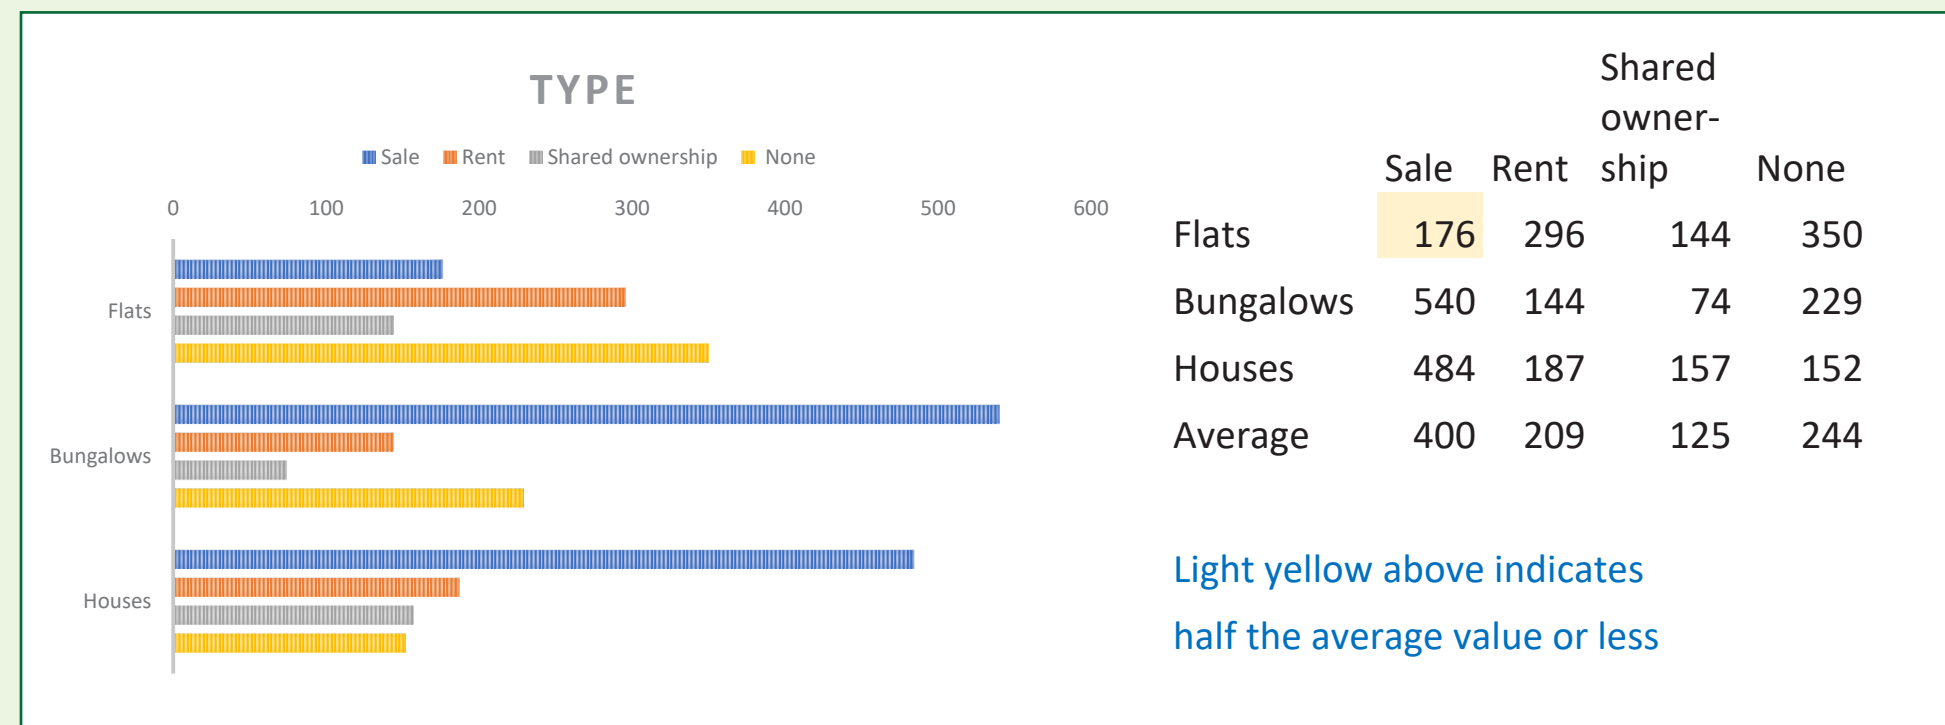 TYPE
Sale Rent Shared ownership None
0 100 200 300 400 500 600
Flats
Bungalows
Houses
Shared
owner-
Sale Rent ship None
Flats 176 296 144 350
Bungalows 540 144 74 229
Houses 484 187 157 152
Average 400 209 125 244
Light yellow above indicates
half the average value or less